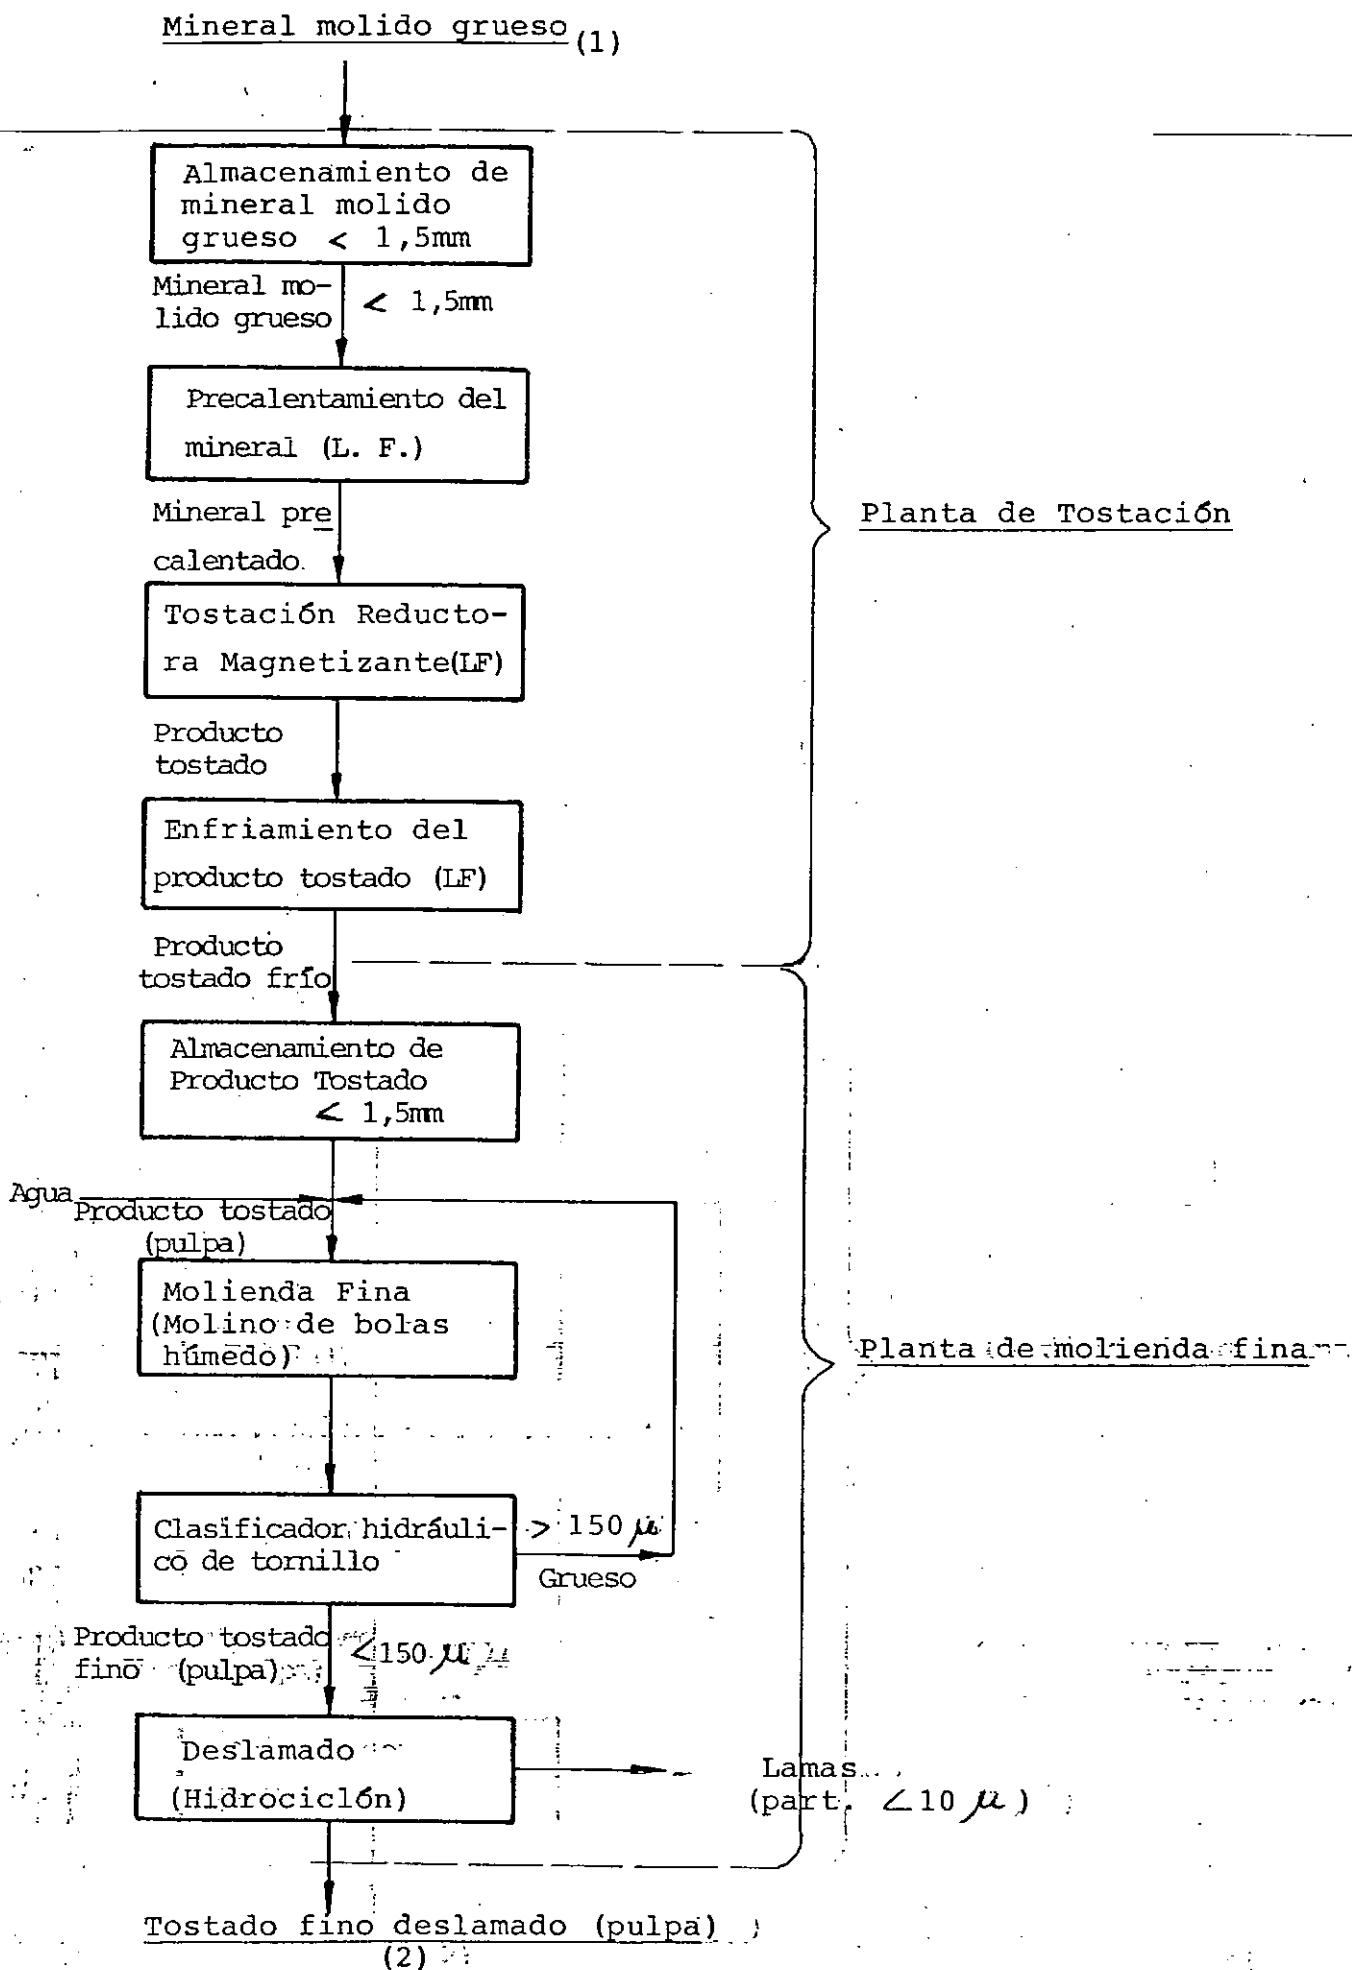 Mineral molido grueso (1)
Almacenamiento de
mineral molido
grueso < 1,5mm
Mineral mo-
lido grueso
< 1,5mm
Precalentamiento del
mineral (L. F.)
Mineral pre
calentado.
Tostación Reducto-
ra Magnetizante(LF)
Producto
tostado
Enfriamiento del
producto tostado (LF)
Planta de Tostación
Producto
tostado frío
Almacenamiento de
Producto Tostado
< 1,5mm
Agua
Producto tostado
(pulpa)
Molienda Fina
(Molino de bolas
húmedo)
Clasificador hidráuli-
co de tornillo
> 150 μ
Grueso
Producto tostado
fino (pulpa)
<150 μ
Deslamado
(Hidrociclón)
Lamas
(part. <10 μ)
Planta de molienda fina
Tostado fino deslamado (pulpa)
(2)